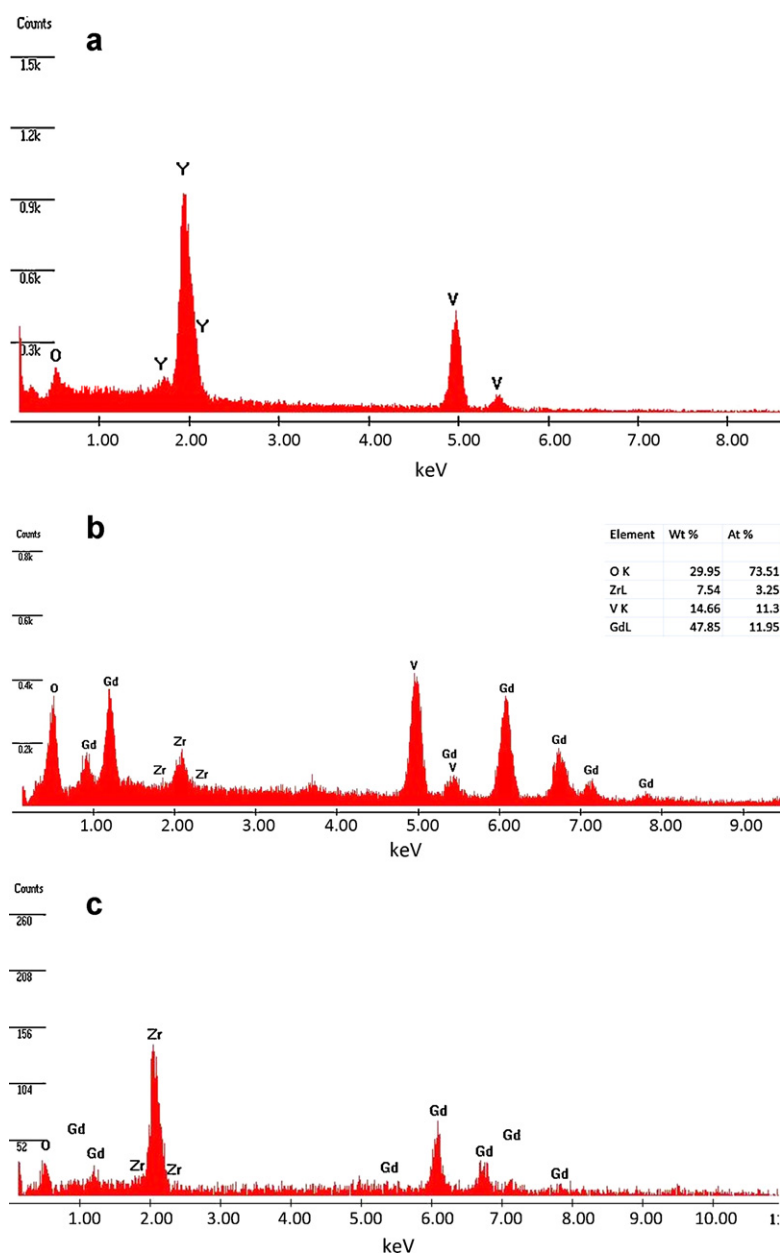 Counts
a
1.5k
1.2k
Y
0.9k
0.6k
V
0.3k
O Y Y
V
1.00 2.00 3.00 4.00 5.00 6.00 7.00 8.00
keV
b
Counts
0.8k
0.6k
0.4k
0.2k
Element Wt % At %
O K 29.95 73.51
ZrL 7.54 3.25
V K 14.66 11.3
GdL 47.85 11.95
O Gd V Gd
Gd Zr Zr Zr Gd V Gd Gd Gd
1.00 2.00 3.00 4.00 5.00 6.00 7.00 8.00 9.00
keV
c
Counts
260
208
156
Zr
104
Gd
52
Gd Gd
O Gd Zr Zr Gd Gd Gd
1.00 2.00 3.00 4.00 5.00 6.00 7.00 8.00 9.00 10.00 11
keV